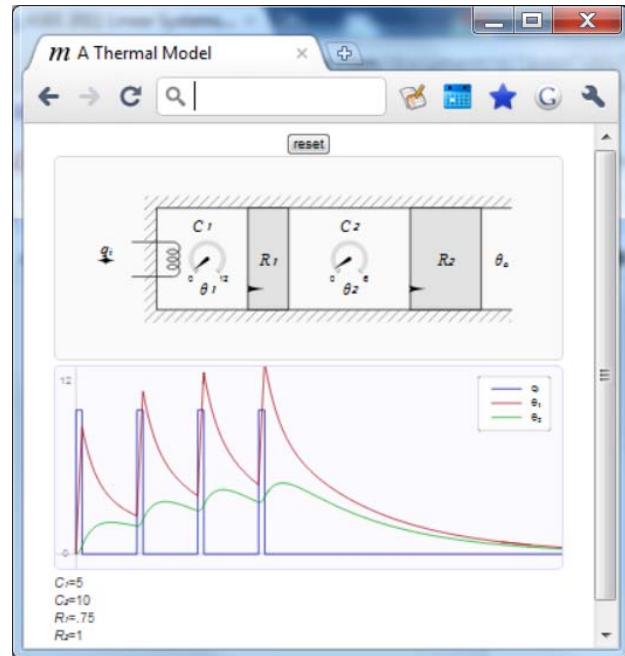 m A Thermal Model
G
reset
C1 C2
qi R1 R2 θa
0 12 0 6
θ1 θ2
12
qi
θ1
θ2
0
C1=5
C2=10
R1=.75
R2=1